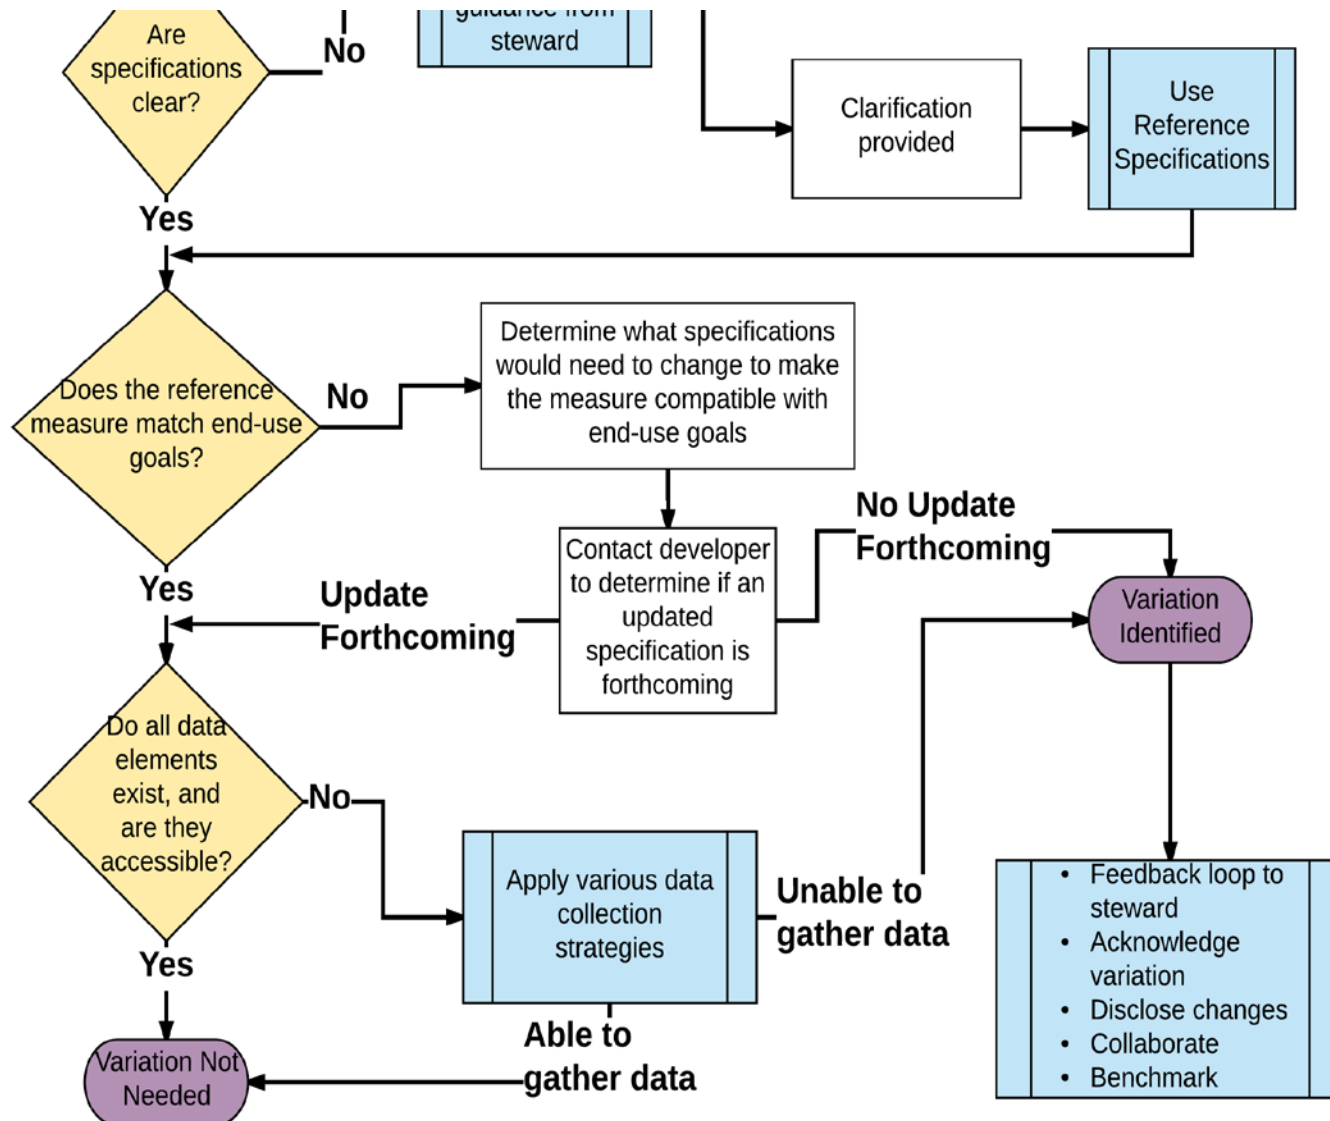 Are
specifications
clear?
No
guidance from
steward
Clarification
provided
Use
Reference
Specifications
Yes
Does the reference
measure match end-use
goals?
No
Determine what specifications
would need to change to make
the measure compatible with
end-use goals
Contact developer
to determine if an
updated
specification is
forthcoming
No Update
Forthcoming
Update
Forthcoming
Variation
Identified
Yes
Do all data
elements
exist, and
are they
accessible?
No
Apply various data
collection
strategies
Unable to
gather data
Able to
gather data
• Feedback loop to
steward
• Acknowledge
variation
• Disclose changes
• Collaborate
• Benchmark
Yes
Variation Not
Needed